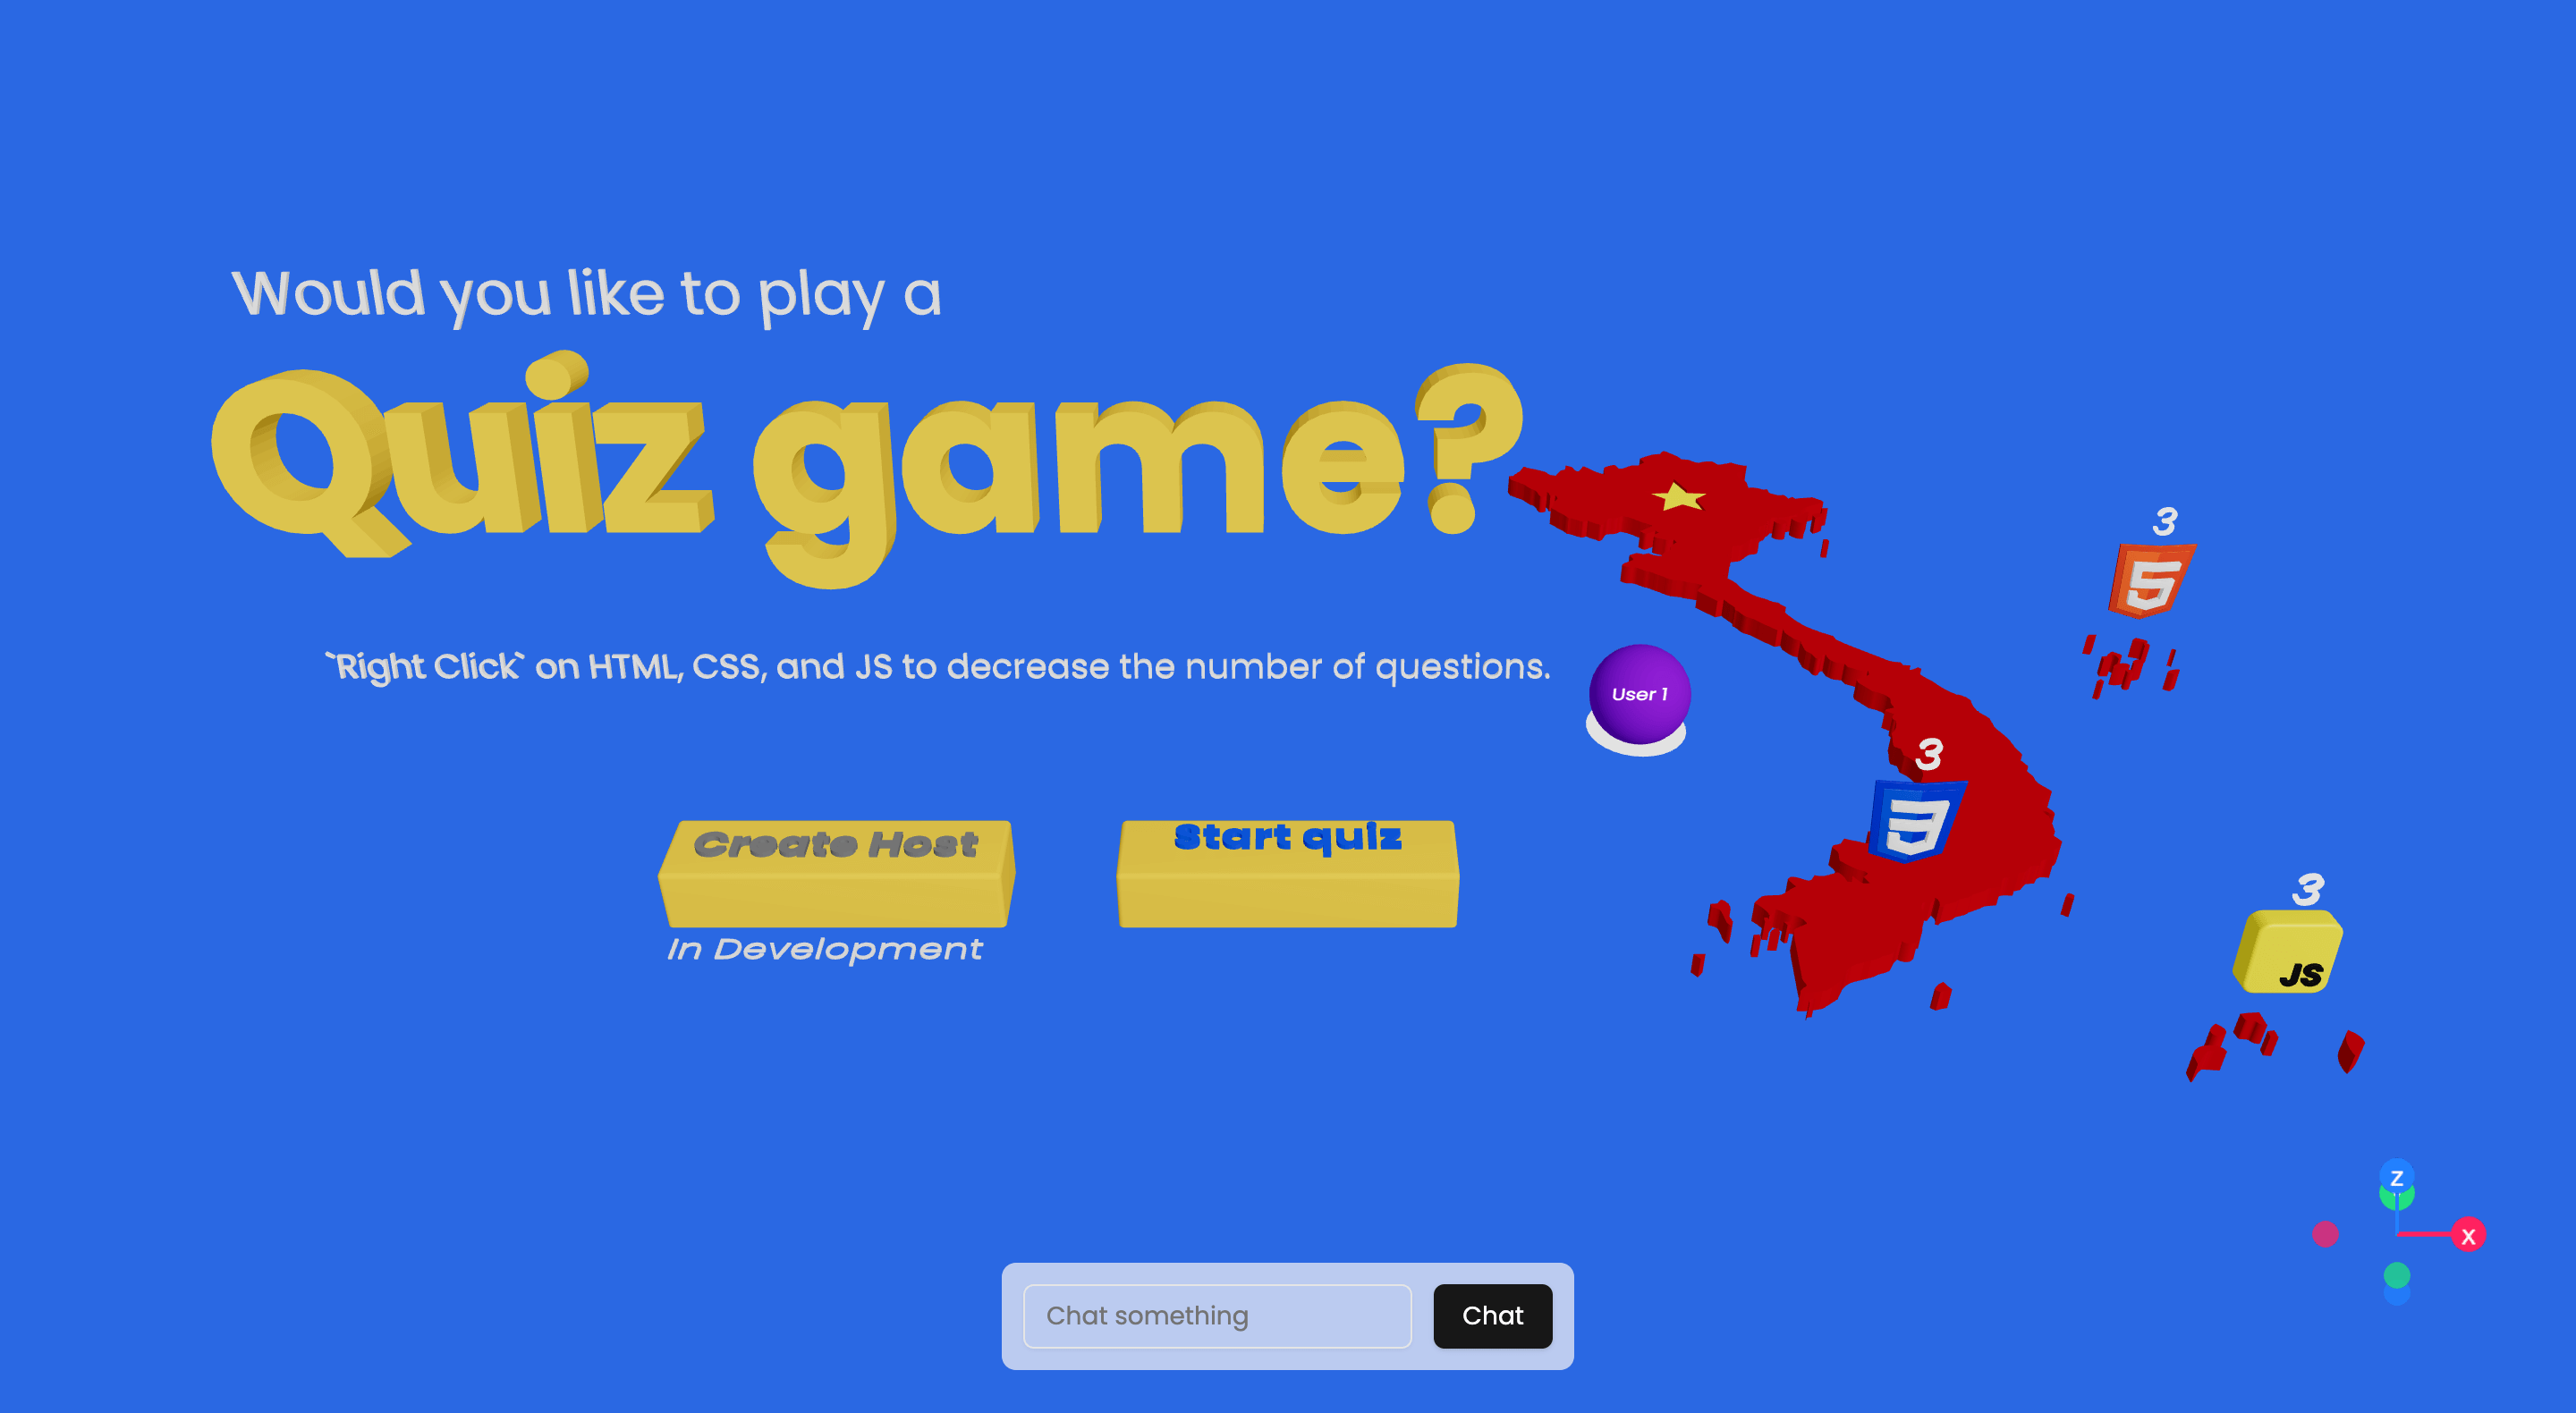 Would you like to play a
Quiz game?
3
5
`Right Click` on HTML, CSS, and JS to decrease the number of questions.
User 1
3
3
Create Host
Start quiz
In Development
3
JS
Z
X
Chat something
Chat